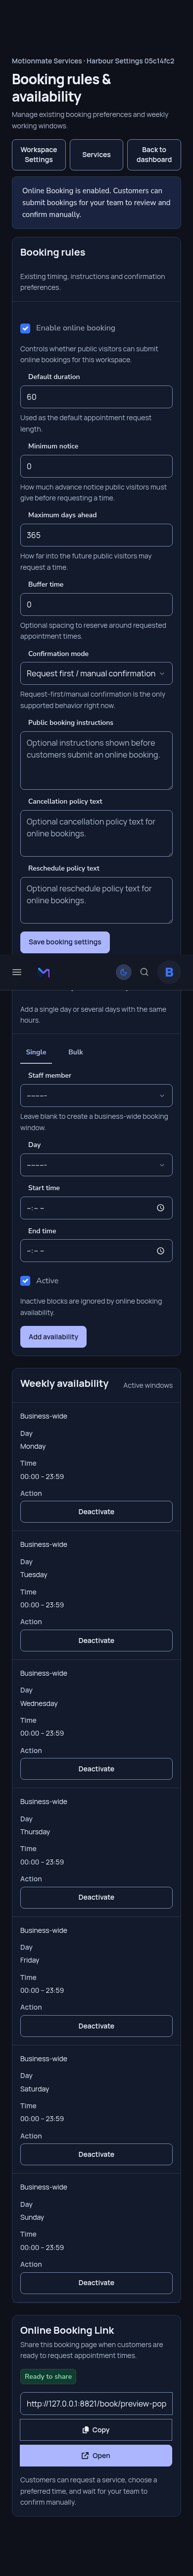 Motionmate Services · Harbour Settings 05c14fc2
Booking rules &
availability
Manage existing booking preferences and weekly
working windows.
Workspace
Settings
Services
Back to
dashboard
Online Booking is enabled. Customers can
submit bookings for your team to review and
confirm manually.
Booking rules
Existing timing, instructions and confirmation
preferences.
Enable online booking
Controls whether public visitors can submit
online bookings for this workspace.
Default duration
60
Used as the default appointment request
length.
Minimum notice
0
How much advance notice public visitors must
give before requesting a time.
Maximum days ahead
365
How far into the future public visitors may
request a time.
Buffer time
0
Optional spacing to reserve around requested
appointment times.
Confirmation mode
Request first / manual confirmation
Request-first/manual confirmation is the only
supported behavior right now.
Public booking instructions
Optional instructions shown before
customers submit an online booking.
Cancellation policy text
Optional cancellation policy text for
online bookings.
Reschedule policy text
Optional reschedule policy text for
online bookings.
Save booking settings
B
Add a single day or several days with the same
hours.
Single
Bulk
Staff member
---------
Leave blank to create a business-wide booking
window.
Day
---------
Start time
--:-- --
End time
--:-- --
Active
Inactive blocks are ignored by online booking
availability.
Add availability
Weekly availability
Active windows
Business-wide
Day
Monday
Time
00:00 – 23:59
Action
Deactivate
Business-wide
Day
Tuesday
Time
00:00 – 23:59
Action
Deactivate
Business-wide
Day
Wednesday
Time
00:00 – 23:59
Action
Deactivate
Business-wide
Day
Thursday
Time
00:00 – 23:59
Action
Deactivate
Business-wide
Day
Friday
Time
00:00 – 23:59
Action
Deactivate
Business-wide
Day
Saturday
Time
00:00 – 23:59
Action
Deactivate
Business-wide
Day
Sunday
Time
00:00 – 23:59
Action
Deactivate
Online Booking Link
Share this booking page when customers are
ready to request appointment times.
Ready to share
http://127.0.0.1:8821/book/preview-pop
Copy
Open
Customers can request a service, choose a
preferred time, and wait for your team to
confirm manually.